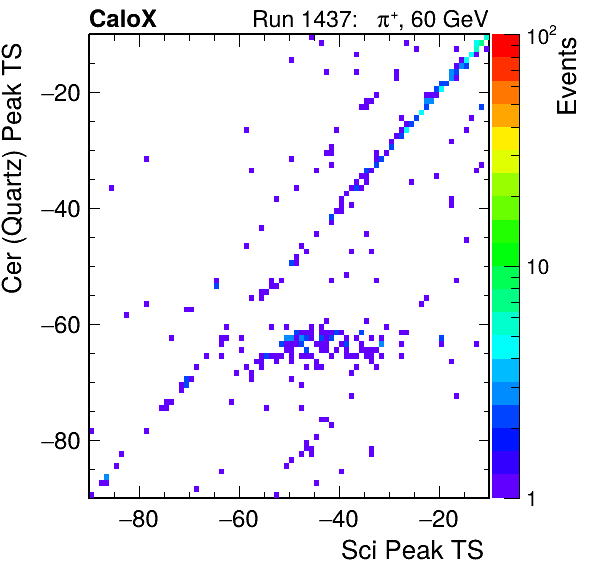 CaloX Run 1437: π⁺, 60 GeV
10²
10
1
Events
Cer (Quartz) Peak TS
−20
−40
−60
−80
−80 −60 −40 −20
Sci Peak TS